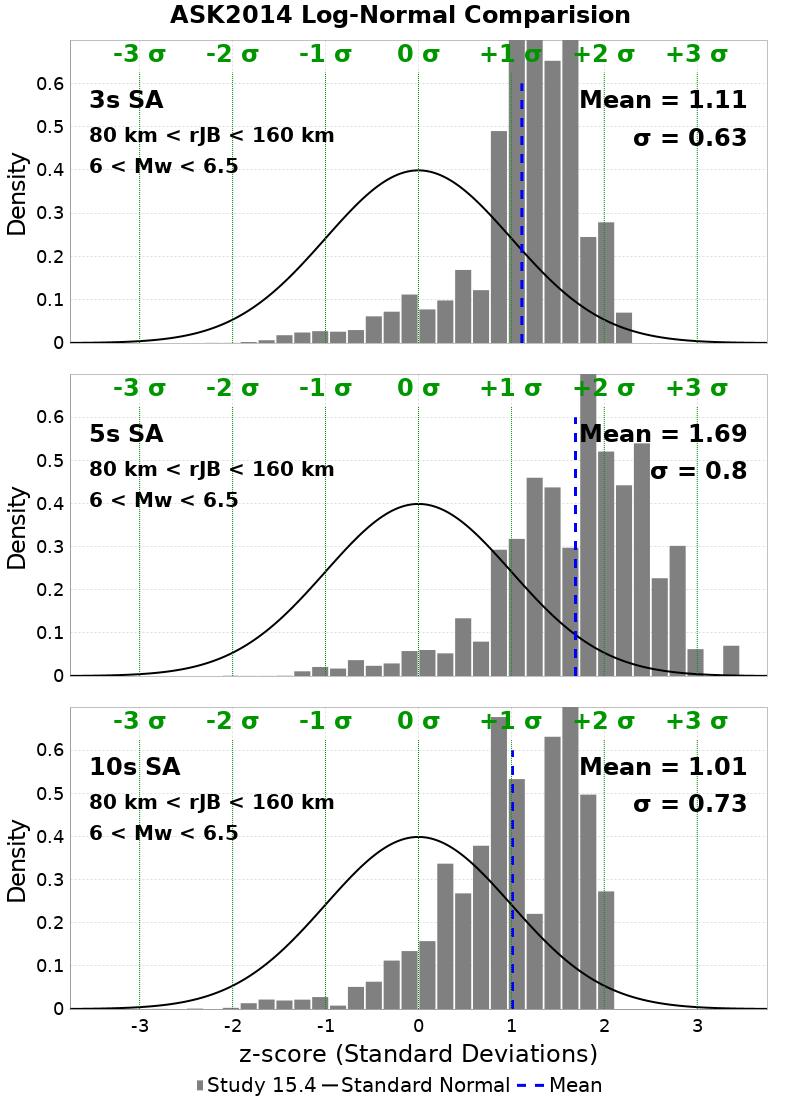 ASK2014 Log-Normal Comparision
-3 σ -2 σ -1 σ 0 σ +1 σ +2 σ +3 σ
3s SA
80 km < rJB < 160 km
6 < Mw < 6.5
Mean = 1.11
σ = 0.63
Density
0.6
0.5
0.4
0.3
0.2
0.1
0
-3 σ -2 σ -1 σ 0 σ +1 σ +2 σ +3 σ
5s SA
80 km < rJB < 160 km
6 < Mw < 6.5
Mean = 1.69
σ = 0.8
Density
0.6
0.5
0.4
0.3
0.2
0.1
0
-3 σ -2 σ -1 σ 0 σ +1 σ +2 σ +3 σ
10s SA
80 km < rJB < 160 km
6 < Mw < 6.5
Mean = 1.01
σ = 0.73
Density
0.6
0.5
0.4
0.3
0.2
0.1
0
-3 -2 -1 0 1 2 3
z-score (Standard Deviations)
Study 15.4 Standard Normal Mean